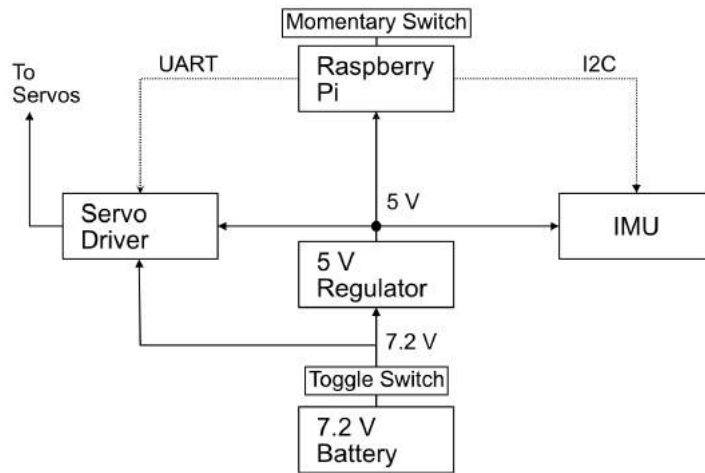 Momentary Switch
To
Servos
UART
Raspberry
Pi
I2C
5 V
Servo
Driver
IMU
5 V
Regulator
7.2 V
Toggle Switch
7.2 V
Battery